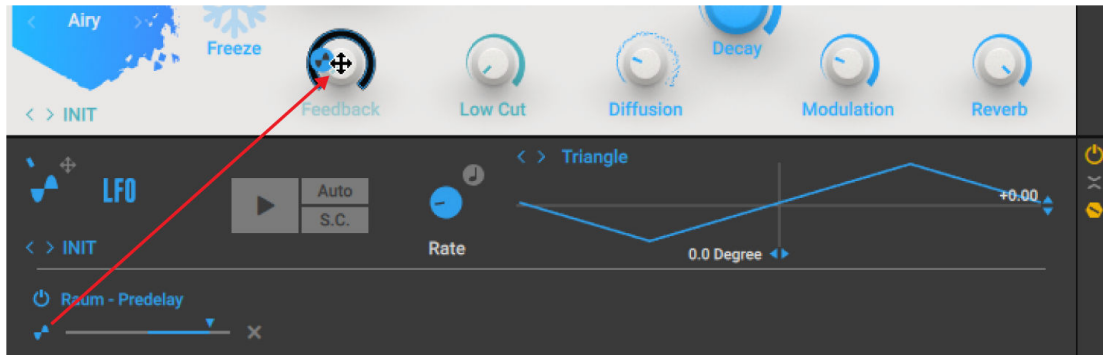 Airy
Freeze
Decay
Feedback
Low Cut
Diffusion
Modulation
Reverb
< > INIT
< > Triangle
LFO
Auto
S.C.
+0.00
< > INIT
Rate
0.0 Degree
Raum - Predelay